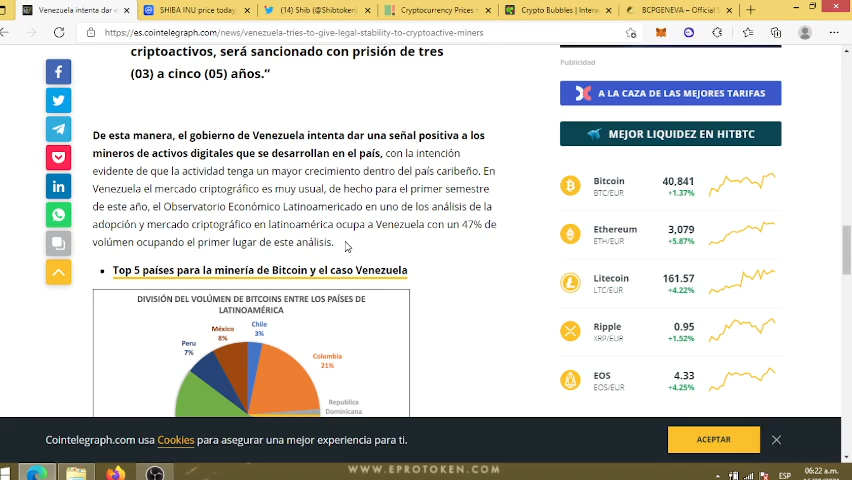 Venezuela intenta dar e
SHIBA INU price today,
(14) Shib (@Shibtoken)
Cryptocurrency Prices
Crypto Bubbles | Intera
BCPGENEVA – Official S
https://es.cointelegraph.com/news/venezuela-tries-to-give-legal-stability-to-cryptoactive-miners
criptoactivos, será sancionado con prisión de tres
(03) a cinco (05) años.”
De esta manera, el gobierno de Venezuela intenta dar una señal positiva a los
mineros de activos digitales que se desarrollan en el país, con la intención
evidente de que la actividad tenga un mayor crecimiento dentro del país caribeño. En
Venezuela el mercado criptográfico es muy usual, de hecho para el primer semestre
de este año, el Observatorio Económico Latinoamericado en uno de los análisis de la
adopción y mercado criptográfico en latinoamérica ocupa a Venezuela con un 47% de
volúmen ocupando el primer lugar de este análisis.
Top 5 países para la minería de Bitcoin y el caso Venezuela
DIVISIÓN DEL VOLÚMEN DE BITCOINS ENTRE LOS PAÍSES DE
LATINOAMÉRICA
Chile
3%
México
8%
Peru
7%
Colombia
21%
Republica
Dominicana
Publicidad
A LA CAZA DE LAS MEJORES TARIFAS
MEJOR LIQUIDEZ EN HITBTC
Bitcoin 40,841
BTC/EUR +1.37%
Ethereum 3,079
ETH/EUR +5.87%
Litecoin 161.57
LTC/EUR +4.22%
Ripple 0.95
XRP/EUR +1.52%
EOS 4.33
EOS/EUR +4.25%
Cointelegraph.com usa Cookies para asegurar una mejor experiencia para ti.
ACEPTAR
WWW.EPROTOKEN.COM
ESP
06:22 a.m.